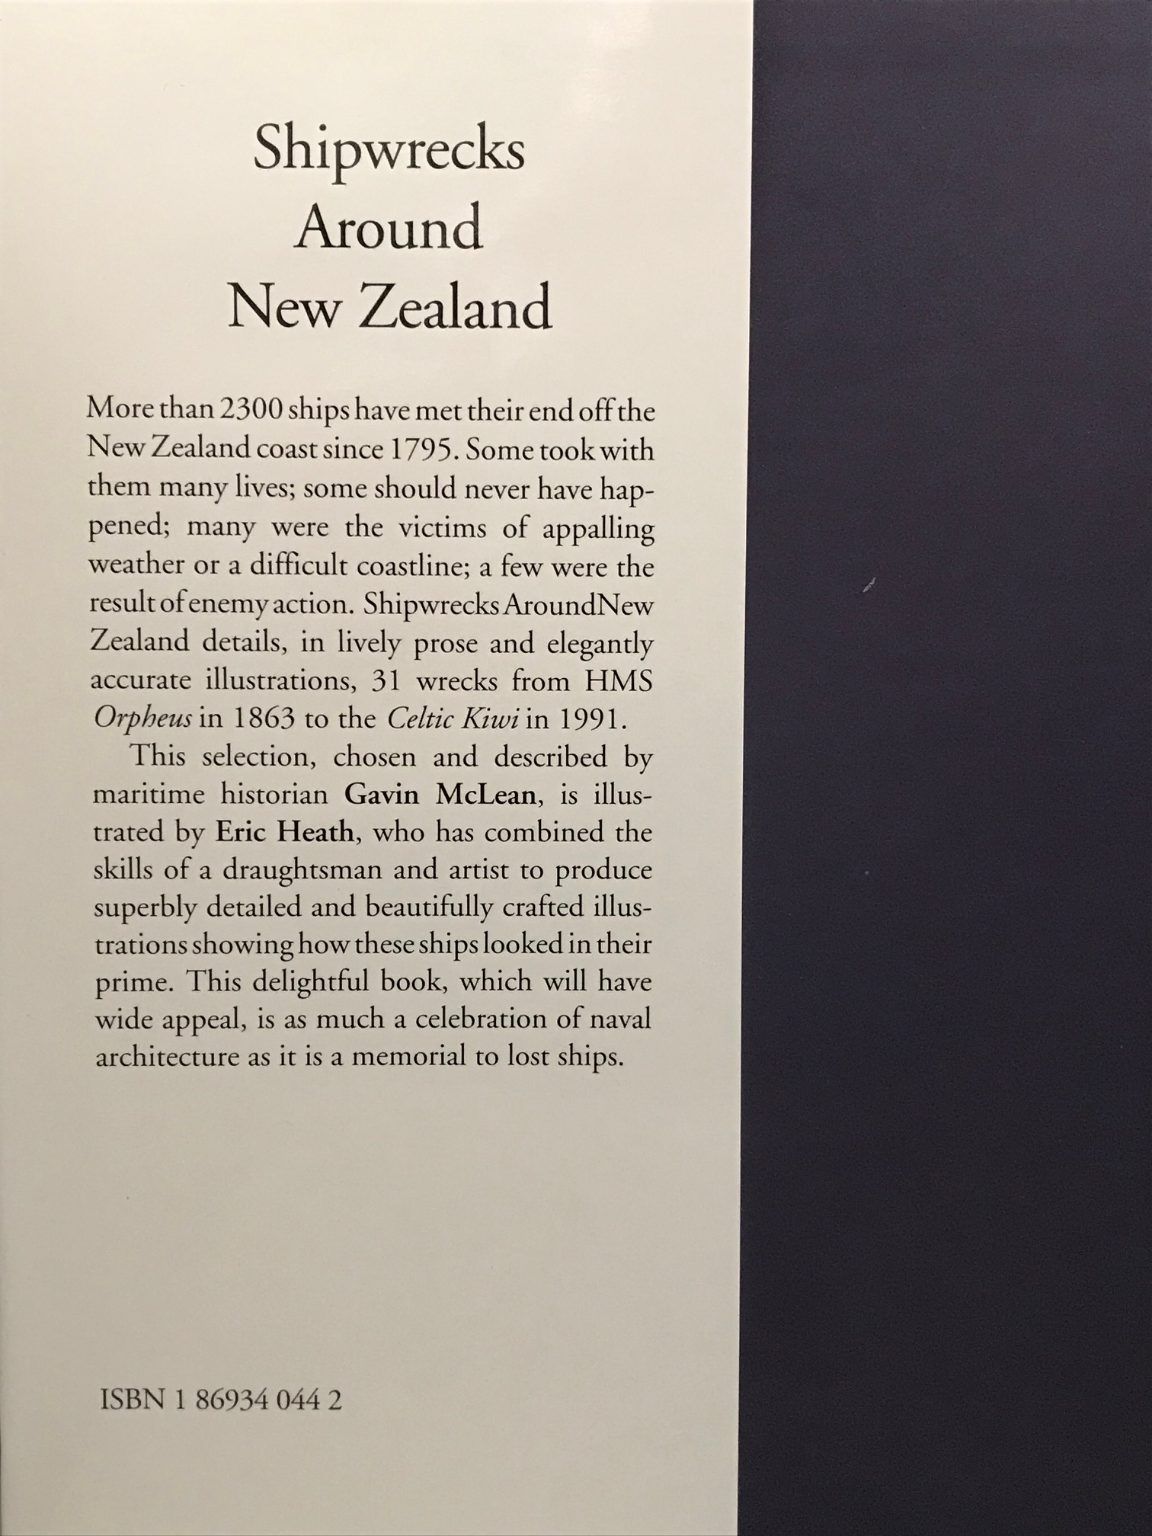 Shipwrecks
Around
New Zealand
More than 2300 ships have met their end off the
New Zealand coast since 1795. Some took with
them many lives; some should never have hap-
pened; many were the victims of appalling
weather or a difficult coastline; a few were the
result of enemy action. Shipwrecks Around New
Zealand details, in lively prose and elegantly
accurate illustrations, 31 wrecks from HMS
Orpheus in 1863 to the Celtic Kiwi in 1991.
This selection, chosen and described by
maritime historian Gavin McLean, is illus-
trated by Eric Heath, who has combined the
skills of a draughtsman and artist to produce
superbly detailed and beautifully crafted illus-
trations showing how these ships looked in their
prime. This delightful book, which will have
wide appeal, is as much a celebration of naval
architecture as it is a memorial to lost ships.
ISBN 1 86934 044 2